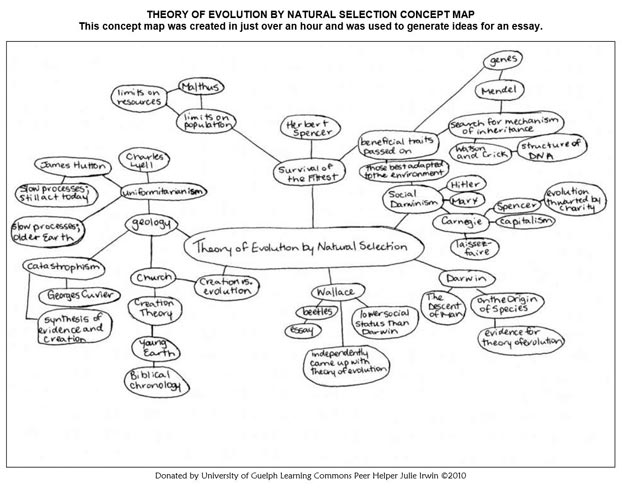 THEORY OF EVOLUTION BY NATURAL SELECTION CONCEPT MAP
This concept map was created in just over an hour and was used to generate ideas for an essay.
genes
Malthus
limits on
resources
Mendel
limits on
population
Herbert
Spencer
search for mechanism
of inheritance
beneficial traits
passed on
Watson
and Crick
structure of
DNA
Charles
Lyell
James Hutton
Survival of
the Fittest
those best adapted
to the environment
slow processes;
still act today
uniformitarianism
Social
Darwinism
Hitler
Marx
evolution
thwarted by
charity
Spencer
Carnegie
capitalism
slow processes;
older Earth
geology
laissez-
faire
Theory of Evolution by Natural Selection
catastrophism
Church
Creation vs.
evolution
Wallace
Darwin
Georges Cuvier
Creation
Theory
beetles
essay
lower social
status than
Darwin
The
Descent
of Man
On the Origin
of Species
synthesis of
evidence and
creation
Young
Earth
independently
came up with
theory of evolution
evidence for
theory of evolution
Biblical
chronology
Donated by University of Guelph Learning Commons Peer Helper Julie Irwin ©2010